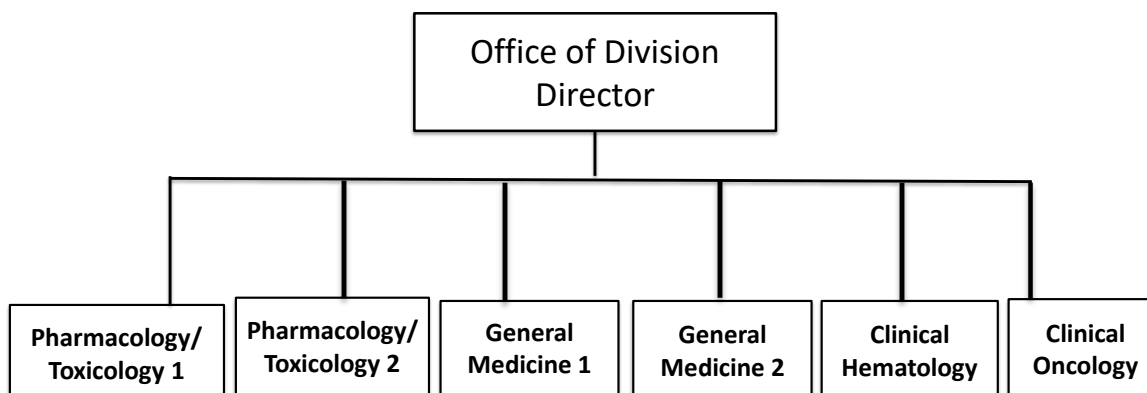 Office of Division
Director
Pharmacology/
Toxicology 1
Pharmacology/
Toxicology 2
General
Medicine 1
General
Medicine 2
Clinical
Hematology
Clinical
Oncology